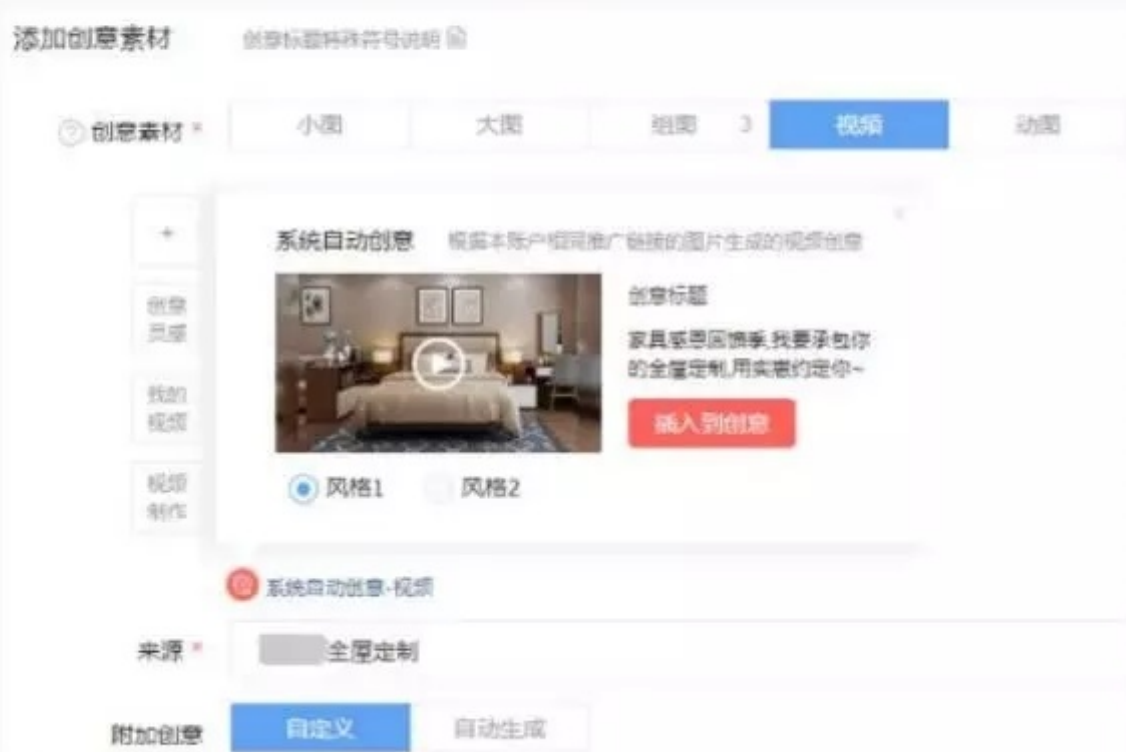 添加创意素材 创意标题特殊符号说明
? 创意素材 * 小图 大图 组图 3 视频 动图
+
创意
灵感
我的
视频
视频
制作
系统自动创意 根据本账户相同推广链接的图片生成的视频创意
创意标题
家具感恩回馈季,我要承包你
的全屋定制,用实惠约定你~
插入到创意
风格1 风格2
系统自动创意-视频
来源 * 全屋定制
附加创意 自定义 自动生成